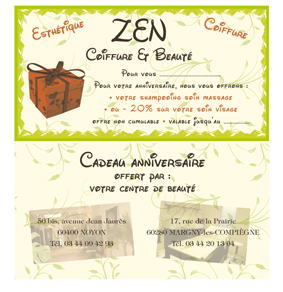 Esthétique
Coiffure
ZEN
Coiffure & Beauté
Pour vous
Pour votre anniversaire, nous vous offrons :
• votre shampooing soin massage
• ou - 20% sur votre soin visage
offre non cumulable - valable jusqu'au
Cadeau anniversaire
offert par :
votre centre de beauté
50 bis, avenue Jean Jaurès
60400 NOYON
Tél. 03 44 09 42 93
17, rue de la Prairie
60280 MARGNY-les-COMPIÈGNE
Tél. 03 44 20 13 04